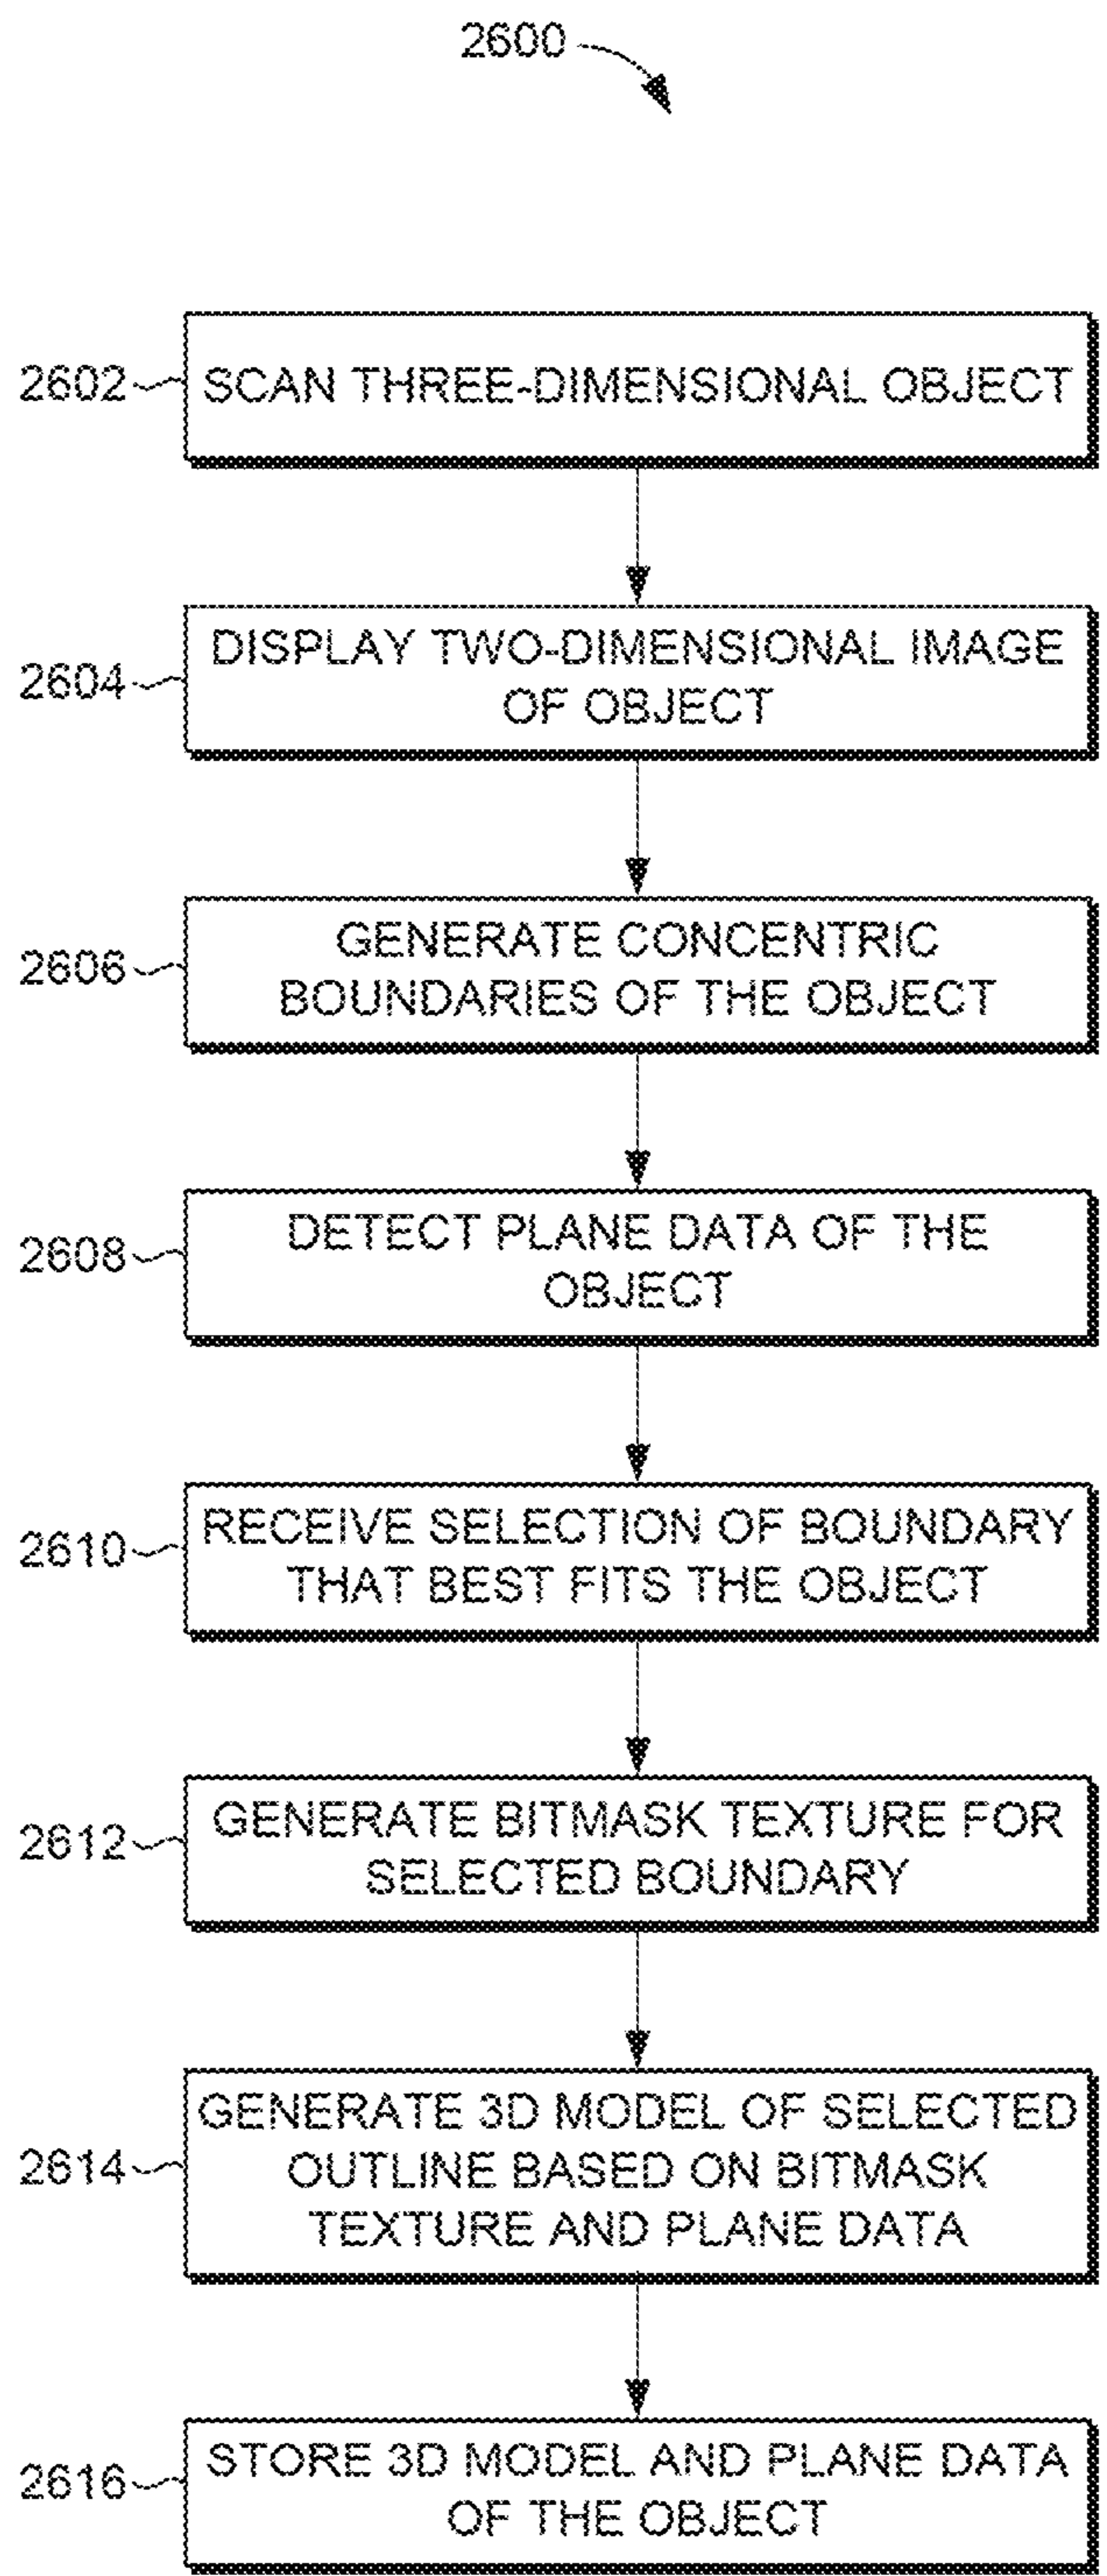 2600
2602 SCAN THREE-DIMENSIONAL OBJECT
2604 DISPLAY TWO-DIMENSIONAL IMAGE
OF OBJECT
2606 GENERATE CONCENTRIC
BOUNDARIES OF THE OBJECT
2608 DETECT PLANE DATA OF THE
OBJECT
2610 RECEIVE SELECTION OF BOUNDARY
THAT BEST FITS THE OBJECT
2612 GENERATE BITMASK TEXTURE FOR
SELECTED BOUNDARY
2614 GENERATE 3D MODEL OF SELECTED
OUTLINE BASED ON BITMASK
TEXTURE AND PLANE DATA
2616 STORE 3D MODEL AND PLANE DATA
OF THE OBJECT